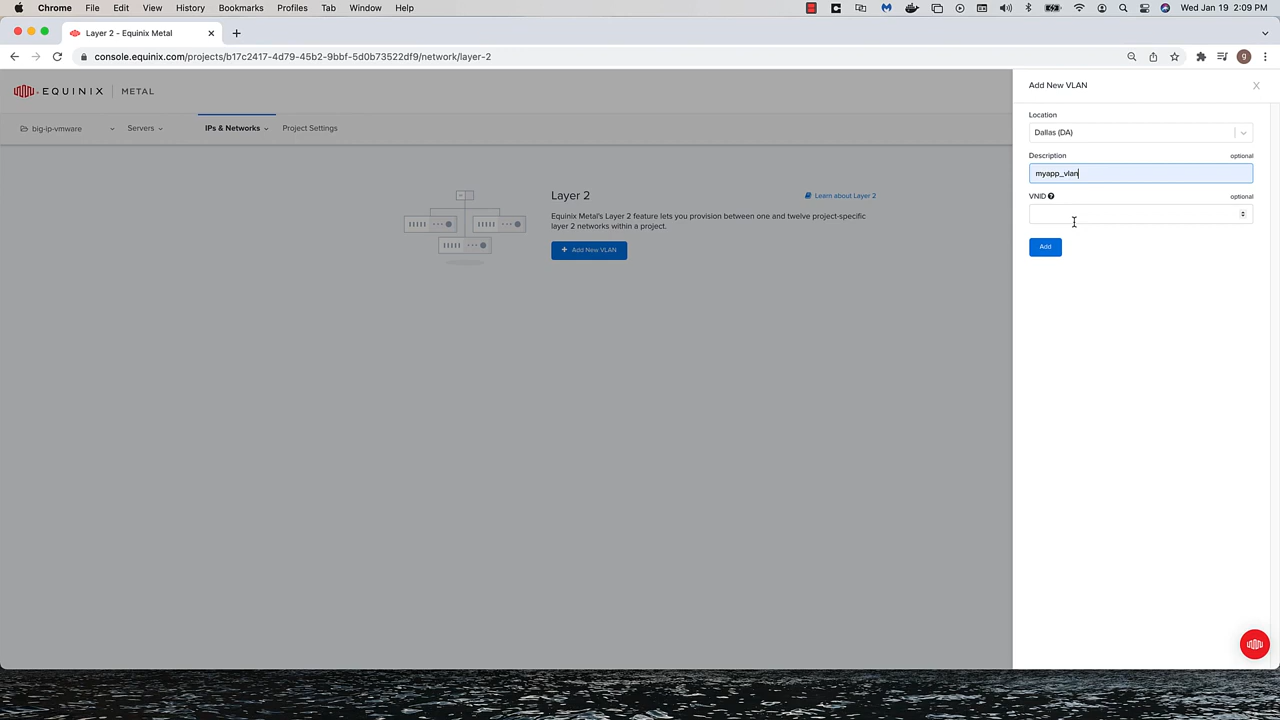 Chrome File Edit View History Bookmarks Profiles Tab Window Help Wed Jan 19 2:09 PM
Layer 2 - Equinix Metal
console.equinix.com/projects/b17c2417-4d79-45b2-9bbf-5d0b73522df9/network/layer-2
g
EQUINIX METAL
big-ip-vmware Servers IPs & Networks Project Settings
Layer 2
Learn about Layer 2
Equinix Metal's Layer 2 feature lets you provision between one and twelve project-specific
layer 2 networks within a project.
+ Add New VLAN
Add New VLAN X
Location
Dallas (DA)
Description optional
myapp_vlan
VNID ? optional
Add